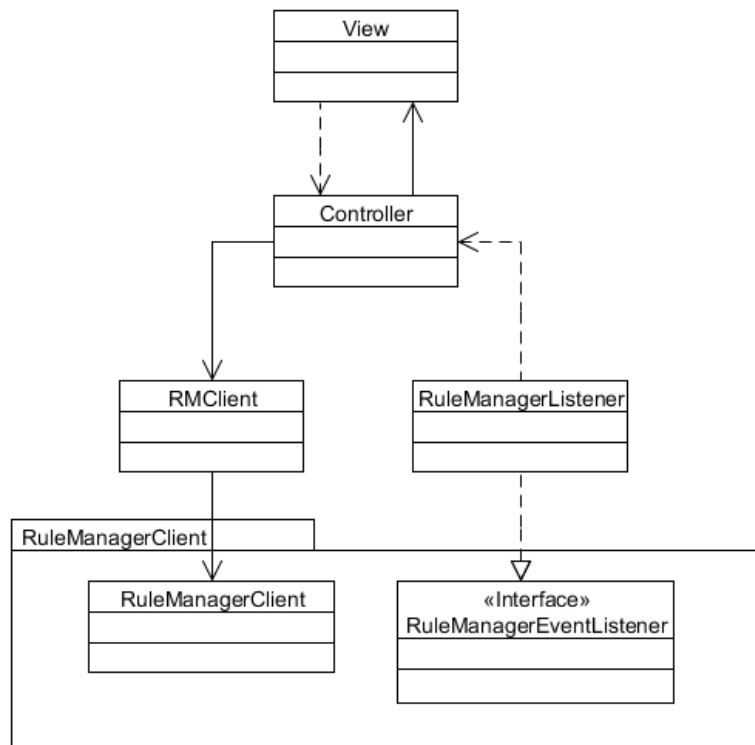 View
Controller
RMClient
RuleManagerListener
RuleManagerClient
RuleManagerClient
«Interface»
RuleManagerEventListener